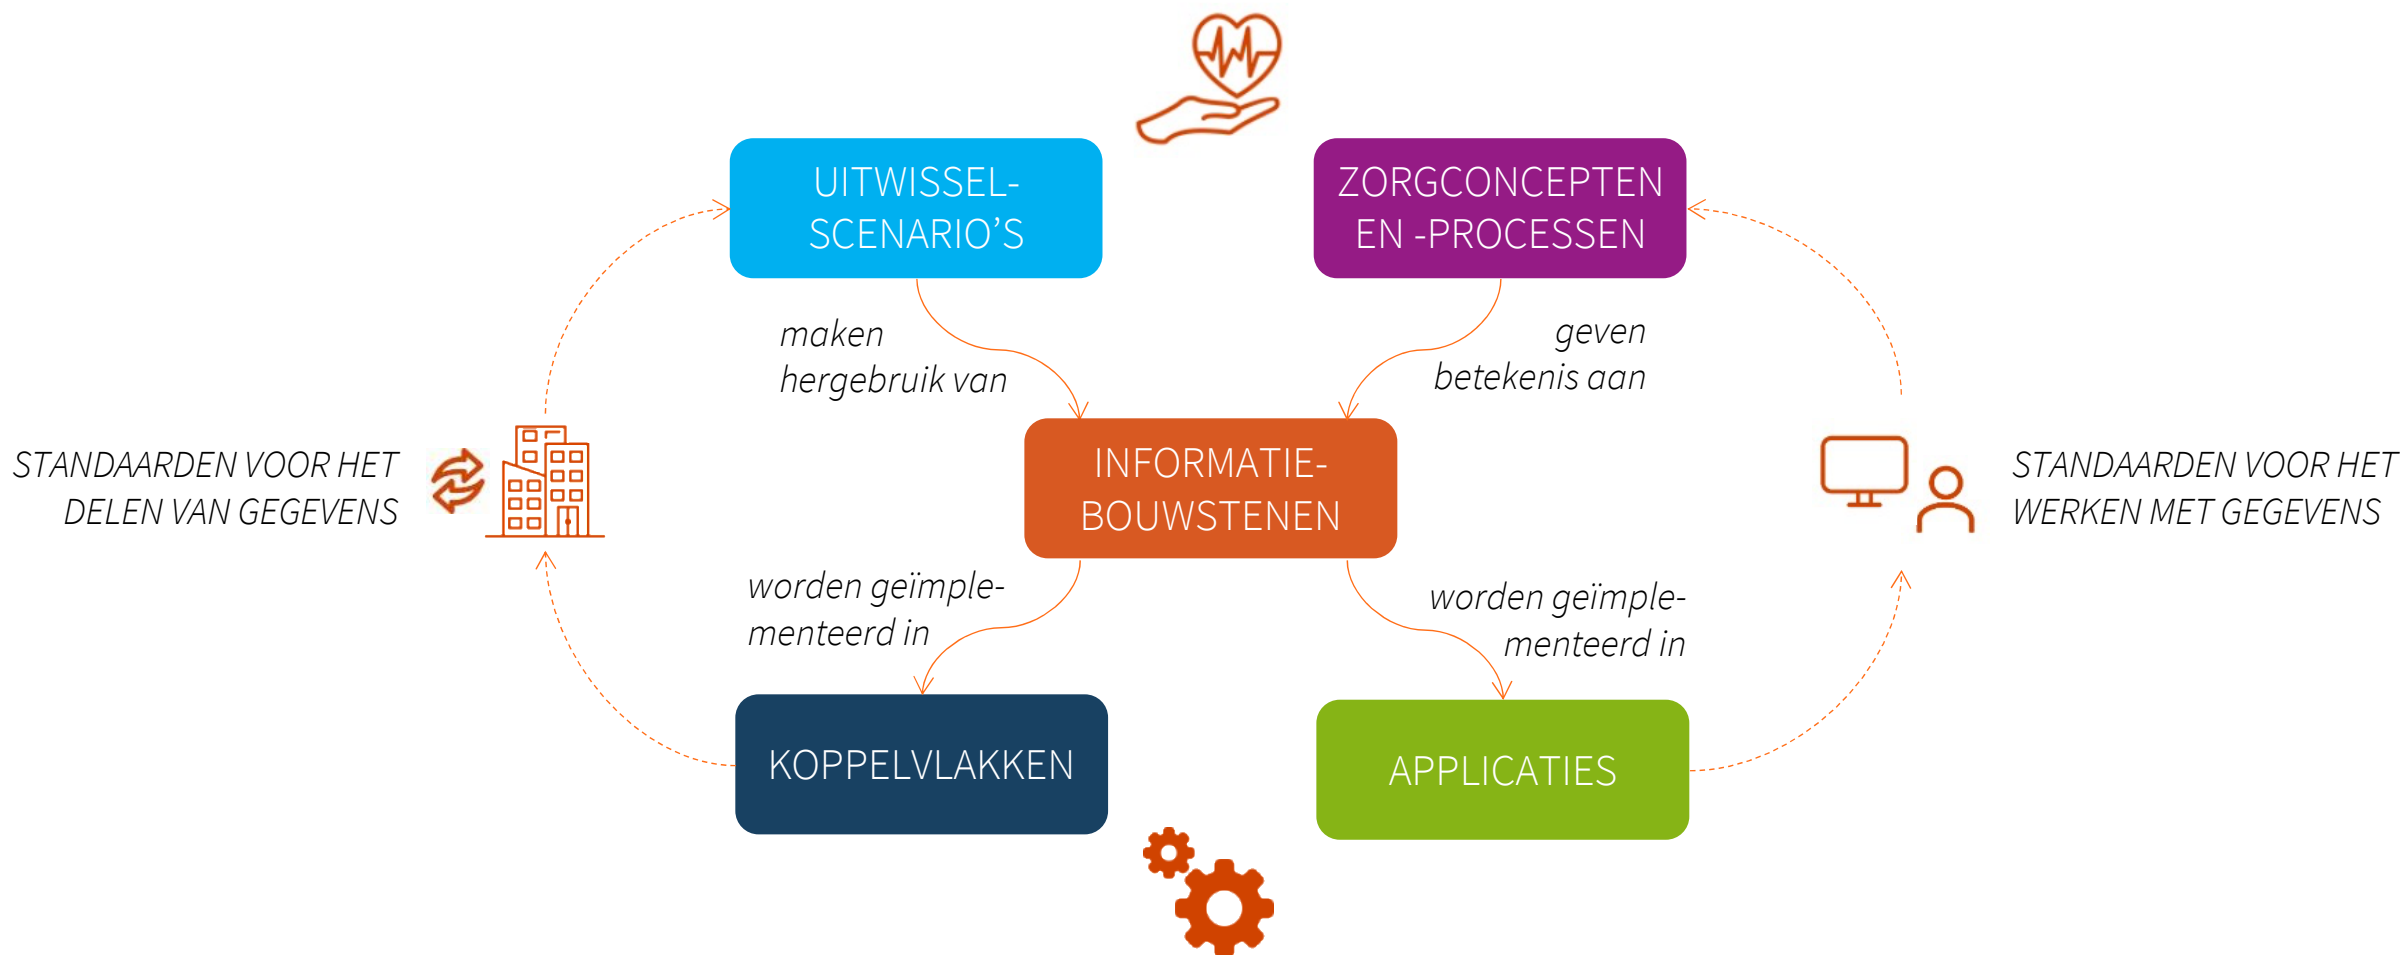 UITWISSEL-
SCENARIO’S
ZORGCONCEPTEN
EN -PROCESSEN
maken
hergebruik van
geven
betekenis aan
STANDAARDEN VOOR HET
DELEN VAN GEGEVENS
INFORMATIE-
BOUWSTENEN
STANDAARDEN VOOR HET
WERKEN MET GEGEVENS
worden geïmple-
menteerd in
worden geïmple-
menteerd in
KOPPELVLAKKEN
APPLICATIES